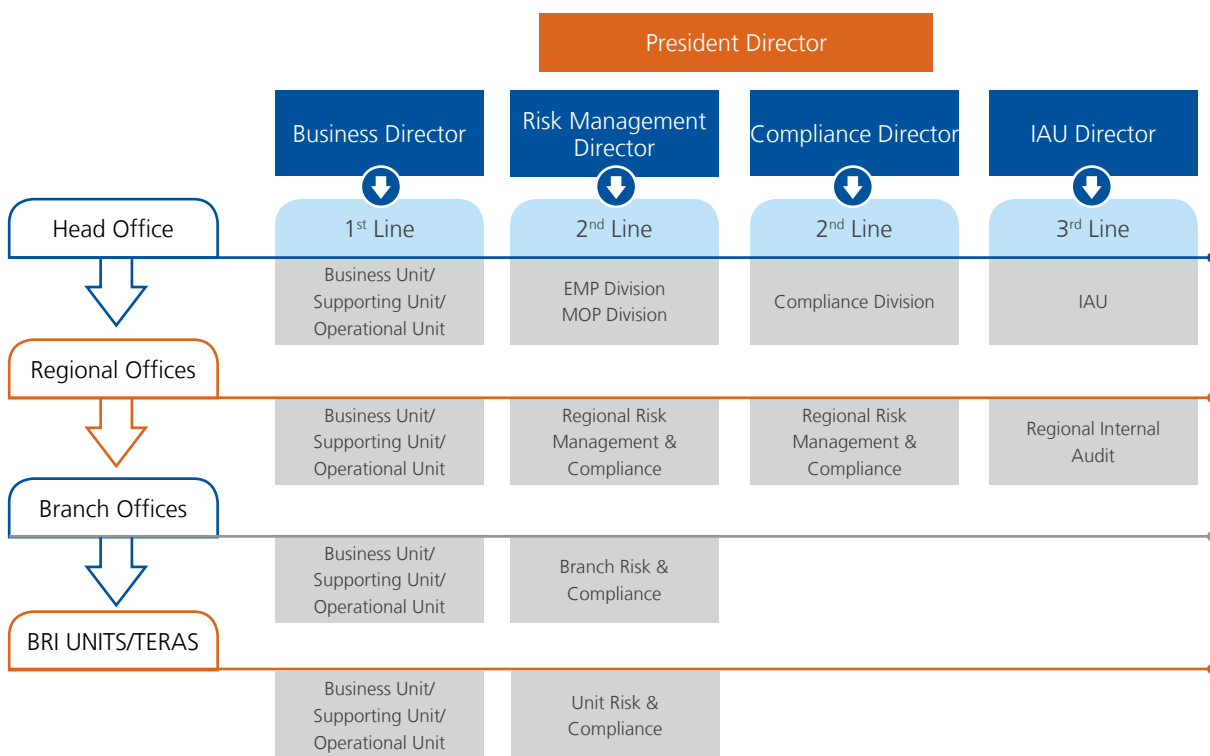 President Director
Business Director
Risk Management
Director
Compliance Director
IAU Director
Head Office
1st Line
2nd Line
2nd Line
3rd Line
Business Unit/
Supporting Unit/
Operational Unit
EMP Division
MOP Division
Compliance Division
IAU
Regional Offices
Business Unit/
Supporting Unit/
Operational Unit
Regional Risk
Management &
Compliance
Regional Risk
Management &
Compliance
Regional Internal
Audit
Branch Offices
Business Unit/
Supporting Unit/
Operational Unit
Branch Risk &
Compliance
BRI UNITS/TERAS
Business Unit/
Supporting Unit/
Operational Unit
Unit Risk &
Compliance